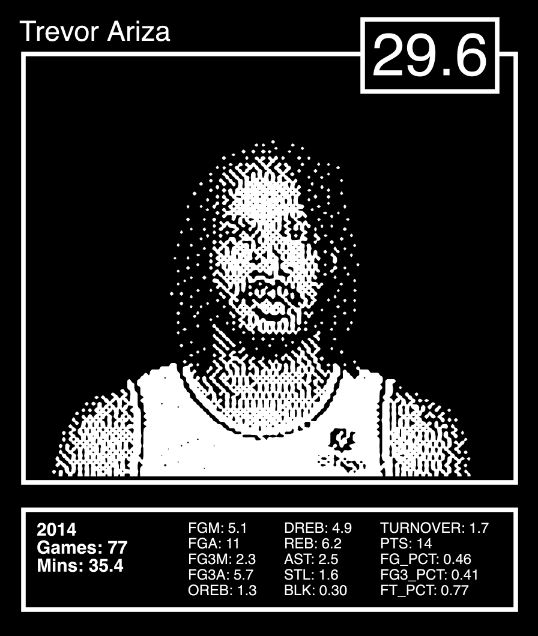 Trevor Ariza
29.6
2014
Games: 77
Mins: 35.4
FGM: 5.1
FGA: 11
FG3M: 2.3
FG3A: 5.7
OREB: 1.3
DREB: 4.9
REB: 6.2
AST: 2.5
STL: 1.6
BLK: 0.30
TURNOVER: 1.7
PTS: 14
FG_PCT: 0.46
FG3_PCT: 0.41
FT_PCT: 0.77